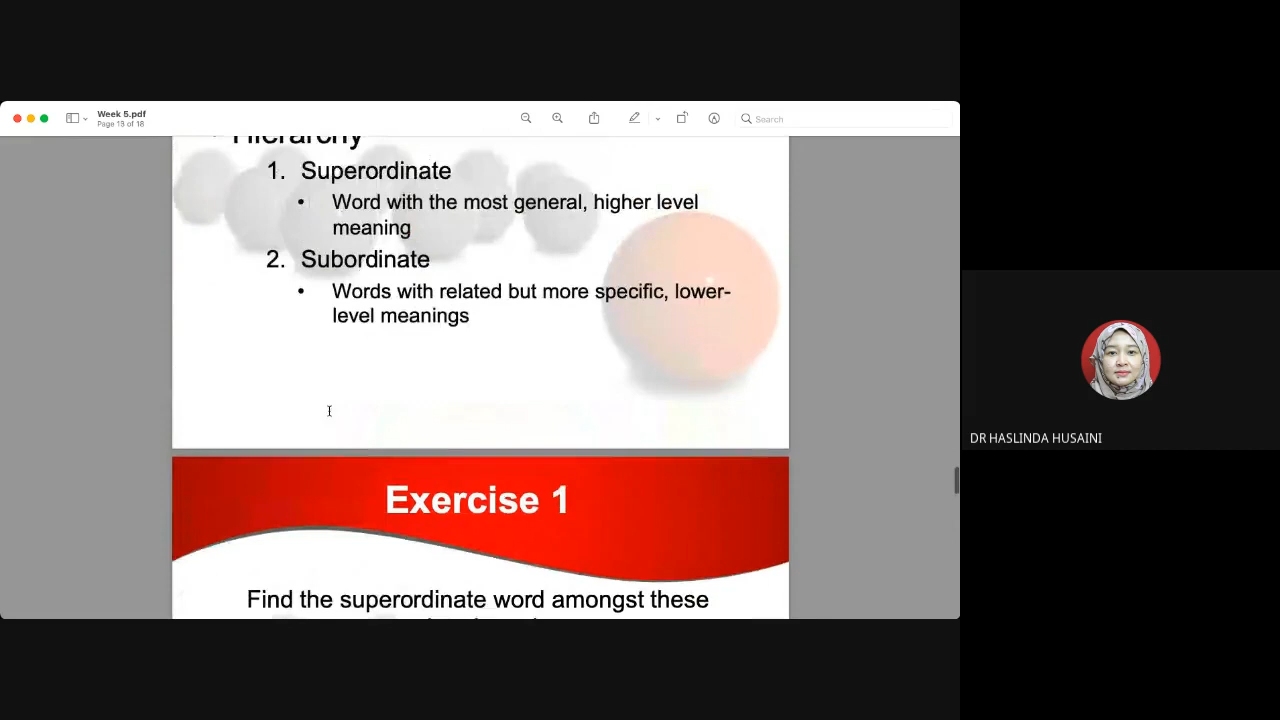 Week 5.pdf
Page 13 of 18
Search
Hierarchy
1. Superordinate
• Word with the most general, higher level
meaning
2. Subordinate
• Words with related but more specific, lower-
level meanings
Exercise 1
Find the superordinate word amongst these
DR HASLINDA HUSAINI